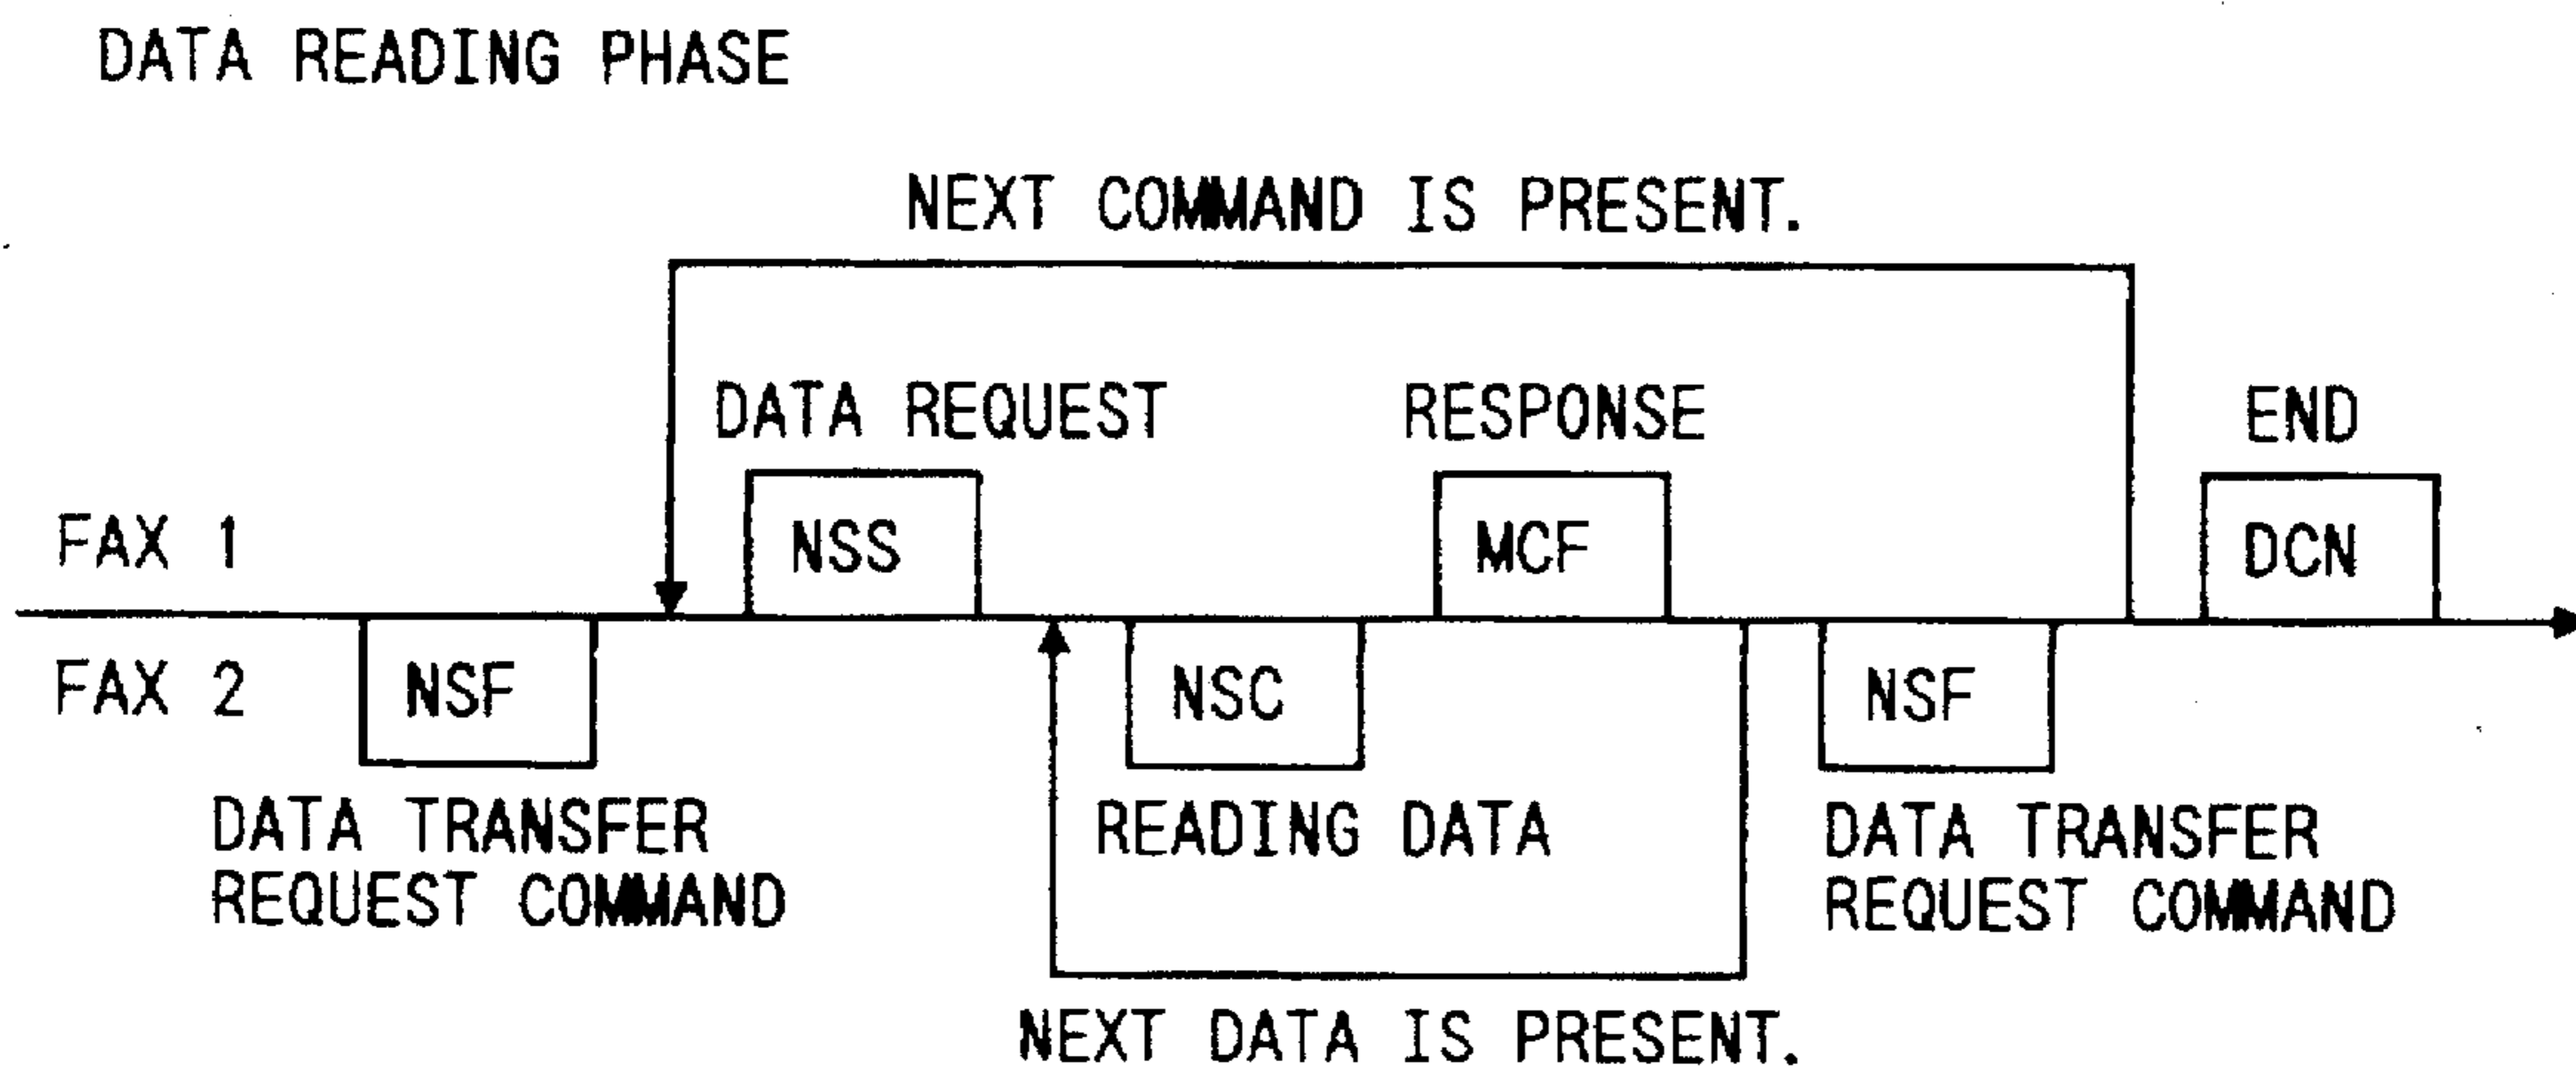 DATA READING PHASE
NEXT COMMAND IS PRESENT.
DATA REQUEST
RESPONSE
END
FAX 1
NSS
MCF
DCN
FAX 2
NSF
NSC
NSF
DATA TRANSFER
REQUEST COMMAND
READING DATA
DATA TRANSFER
REQUEST COMMAND
NEXT DATA IS PRESENT.